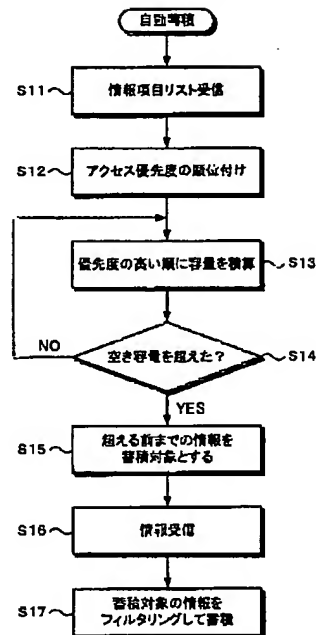 自動蓄積
S11
情報項目リスト受信
S12
アクセス優先度の順位付け
優先度の高い順に容量を積算
S13
空き容量を超えた?
S14
NO
YES
S15
超える前までの情報を
蓄積対象とする
S16
情報受信
S17
蓄積対象の情報を
フィルタリングして蓄積